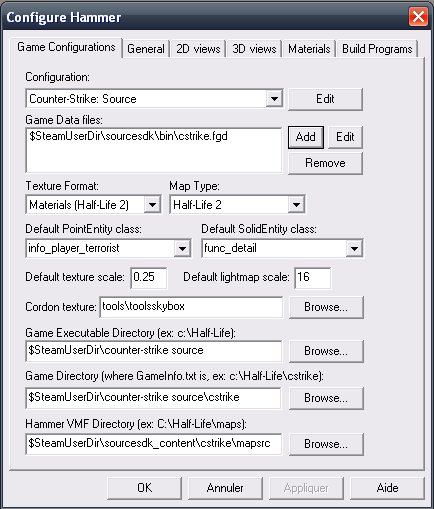 Configure Hammer
Game Configurations General 2D views 3D views Materials Build Programs
Configuration:
Counter-Strike: Source Edit
Game Data files:
$SteamUserDir\sourcesdk\bin\cstrike.fgd Add Edit
Remove
Texture Format: Map Type:
Materials (Half-Life 2) Half-Life 2
Default PointEntity class: Default SolidEntity class:
info_player_terrorist func_detail
Default texture scale: 0.25 Default lightmap scale: 16
Cordon texture: tools\toolsskybox Browse...
Game Executable Directory (ex: c:\Half-Life):
$SteamUserDir\counter-strike source Browse...
Game Directory (where GameInfo.txt is, ex: c:\Half-Life\cstrike):
$SteamUserDir\counter-strike source\cstrike Browse...
Hammer VMF Directory (ex: C:\Half-Life\maps):
$SteamUserDir\sourcesdk_content\cstrike\mapsrc Browse...
OK Annuler Appliquer Aide